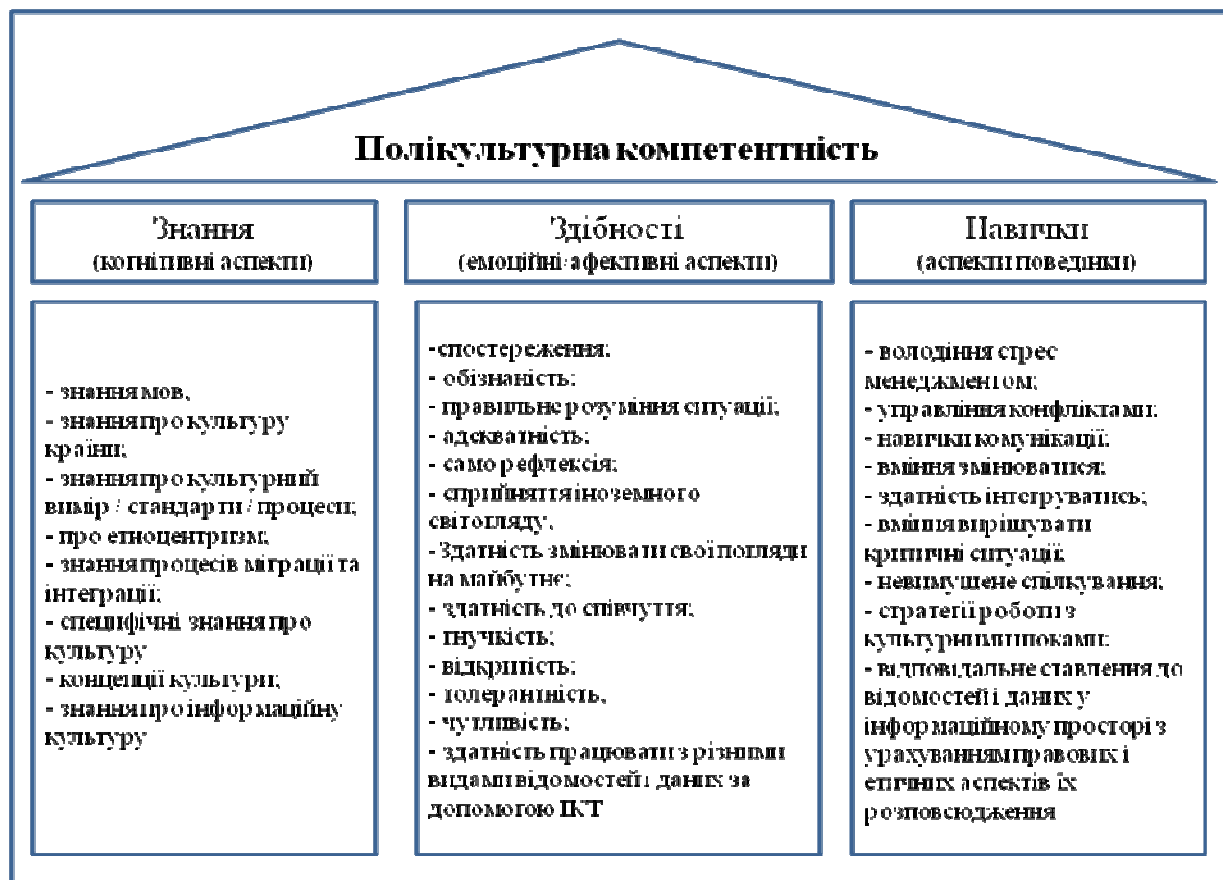 Полікультурна компетентність
Знання
(когнітивні аспекти)
- знання мов,
- знання про культуру
країни;
- знання про культурний
вимір / стандарти / процеси;
- про етноцентризм;
- знання процесів міграції та
інтеграції;
- специфічні знання про
культуру
- концепції культури;
- знання про інформаційну
культуру
Здібності
(емоційні/афективні аспекти)
-спостереження;
- обізнаність;
- правильне розуміння ситуації;
- адекватність;
- само рефлексія;
- сприйняття іноземного
світогляду;
- Здатність змінювати свої погляди
на майбутнє;
- здатність до співчуття;
- гнучкість;
- відкритість;
- толерантність,
- чутливість;
- здатність працювати з різними
видами відомостей і даних за
допомогою ІКТ
Навички
(аспекти поведінки)
- володіння стрес
менеджментом;
- управління конфліктами;
- навички комунікації;
- вміння змінюватися;
- здатність інтегруватись;
- вміння вирішувати
критичні ситуації;
- невимушене спілкування;
- стратегії роботи з
культурними шоками;
- відповідальне ставлення до
відомостей і даних у
інформаційному просторі з
урахуванням правових і
етичних аспектів їх
розповсюдження